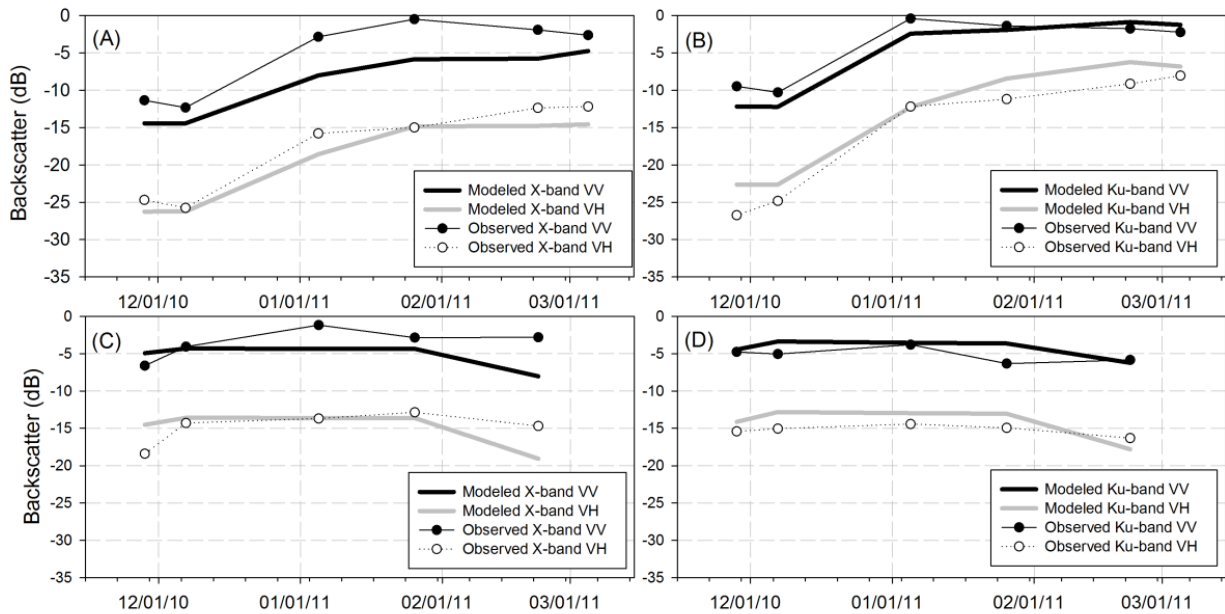 (A)
Backscatter (dB)
0
-5
-10
-15
-20
-25
-30
-35
Modeled X-band VV
Modeled X-band VH
Observed X-band VV
Observed X-band VH
12/01/10 01/01/11 02/01/11 03/01/11
(B)
0
-5
-10
-15
-20
-25
-30
-35
Modeled Ku-band VV
Modeled Ku-band VH
Observed Ku-band VV
Observed Ku-band VH
12/01/10 01/01/11 02/01/11 03/01/11
(C)
Backscatter (dB)
0
-5
-10
-15
-20
-25
-30
-35
Modeled X-band VV
Modeled X-band VH
Observed X-band VV
Observed X-band VH
12/01/10 01/01/11 02/01/11 03/01/11
(D)
0
-5
-10
-15
-20
-25
-30
-35
Modeled Ku-band VV
Modeled Ku-band VH
Observed Ku-band VV
Observed Ku-band VH
12/01/10 01/01/11 02/01/11 03/01/11